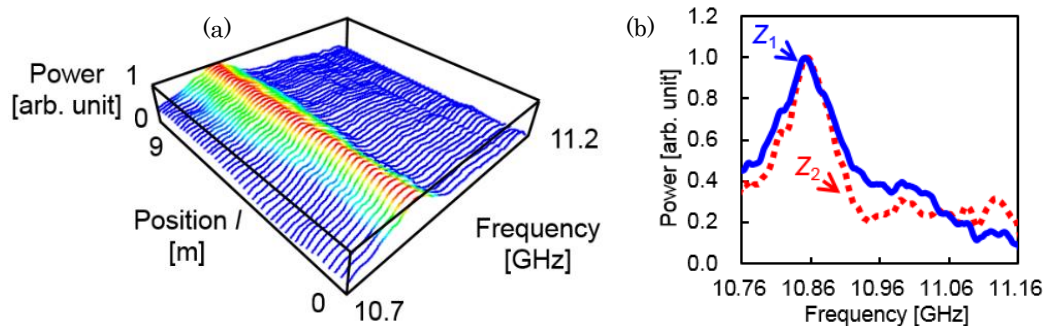 (a)
Power
[arb. unit]
1
0
9
Position /
[m]
0
10.7
Frequency
[GHz]
11.2
(b)
Power [arb. unit]
1.2
1.0
0.8
0.6
0.4
0.2
0.0
Z1
Z2
10.76 10.86 10.96 11.06 11.16
Frequency [GHz]